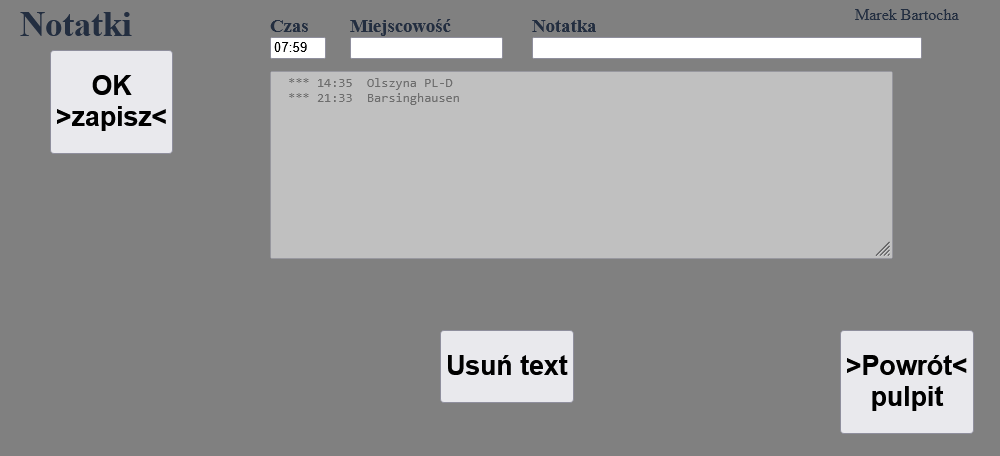 Notatki
Marek Bartocha
Czas Miejscowość Notatka
07:59
OK
>zapisz<
*** 14:35 Olszyna PL-D
*** 21:33 Barsinghausen
Usuń text
>Powrót<
pulpit